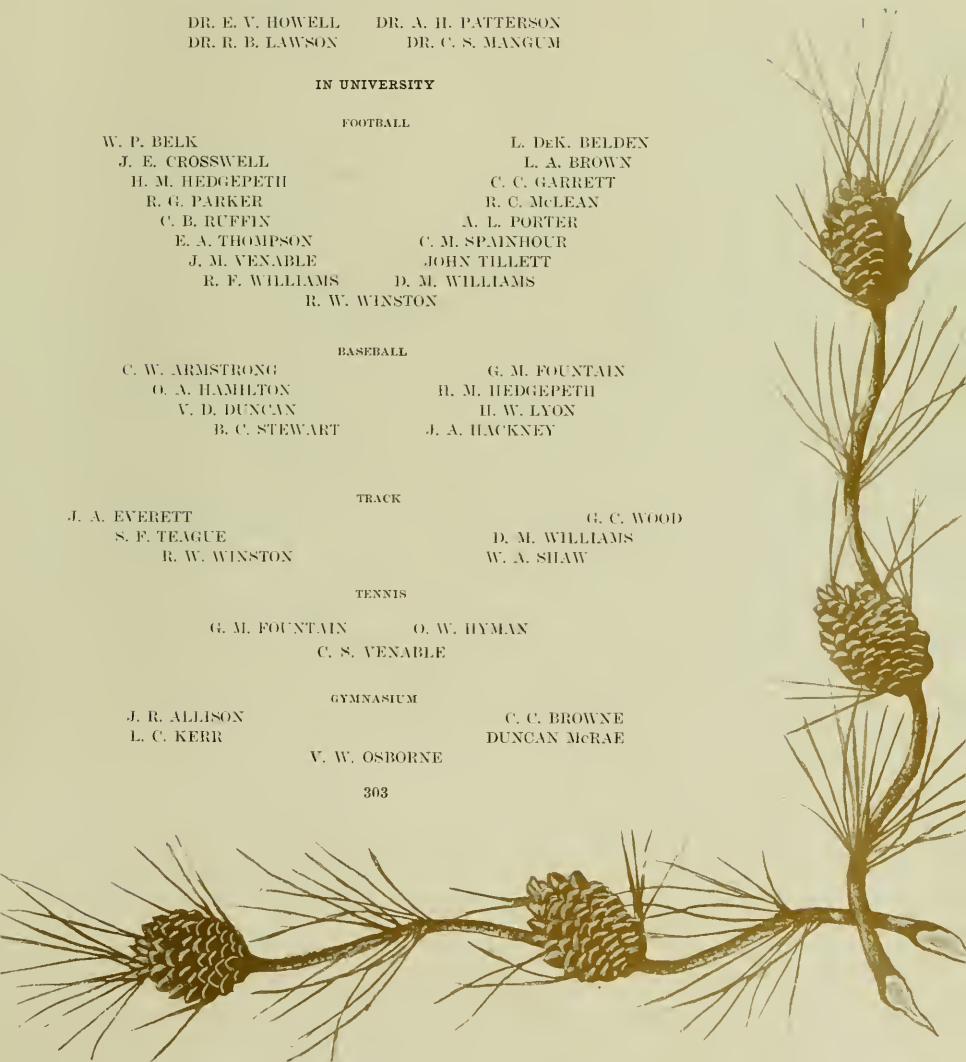 DR. E. V. HOWELL DR. A. H. PATTERSON
DR. R. B. LAWSON DR. C. S. MANGUM
IN UNIVERSITY
FOOTBALL
W. P. BELK L. DEK. BELDEN
J. E. CROSSWELL L. A. BROWN
H. M. HEDGEPETH C. C. GARRETT
R. G. PARKER R. C. McLEAN
C. B. RUFFIN A. L. PORTER
E. A. THOMPSON C. M. SPAINHOUR
J. M. VENABLE JOHN TILLETT
R. F. WILLIAMS D. M. WILLIAMS
R. W. WINSTON
BASEBALL
C. W. ARMSTRONG G. M. FOUNTAIN
O. A. HAMILTON H. M. HEDGEPETH
V. D. DUNCAN H. W. LYON
B. C. STEWART J. A. HACKNEY
TRACK
J. A. EVERETT G. C. WOOD
S. F. TEAGUE D. M. WILLIAMS
R. W. WINSTON W. A. SHAW
TENNIS
G. M. FOUNTAIN O. W. HYMAN
C. S. VENABLE
GYMNASIUM
J. R. ALLISON C. C. BROWNE
L. C. KERR DUNCAN McRAE
V. W. OSBORNE
303